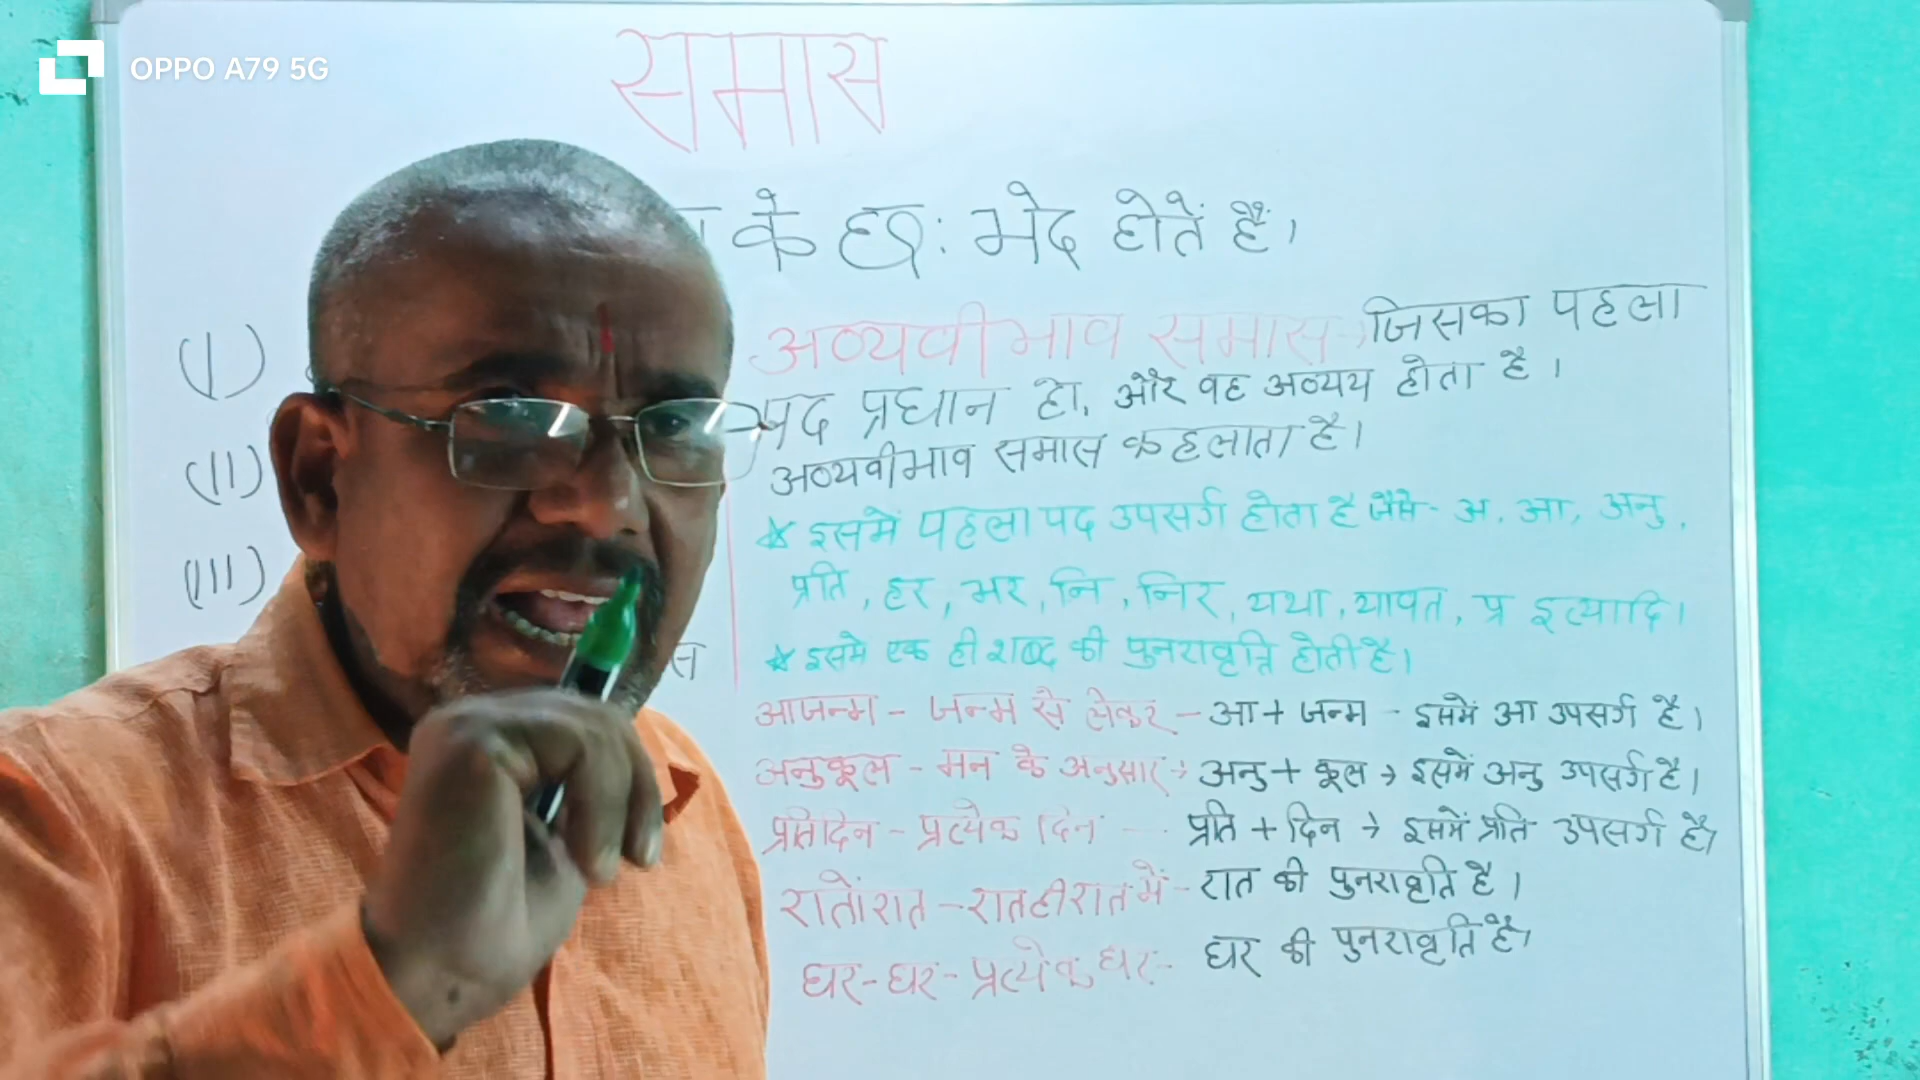 OPPO A79 5G
समास
के छः भेद होतें हैं।
(I)
(II)
(III)
स
अव्ययीभाव समास → जिसका पहला
पद प्रधान हो, और वह अव्यय होता है।
अव्ययीभाव समास कहलाता है।
★ इसमें पहला पद उपसर्ग होता है जैसे- अ, आ, अनु,
प्रति, हर, भर, नि, निर, यथा, यावत, प्र इत्यादि।
★ इसमे एक ही शब्द की पुनरावृत्ति होती है।
आजन्म - जन्म से लेकर - आ + जन्म - इसमें आ उपसर्ग है।
अनुकूल - मन के अनुसार → अनु + कूल → इसमें अनु उपसर्ग है।
प्रतिदिन - प्रत्येक दिन - प्रति + दिन → इसमें प्रति उपसर्ग है।
रातोंरात - रात ही रात में - रात की पुनरावृति है।
घर-घर- प्रत्येक घर- घर की पुनरावृति है।